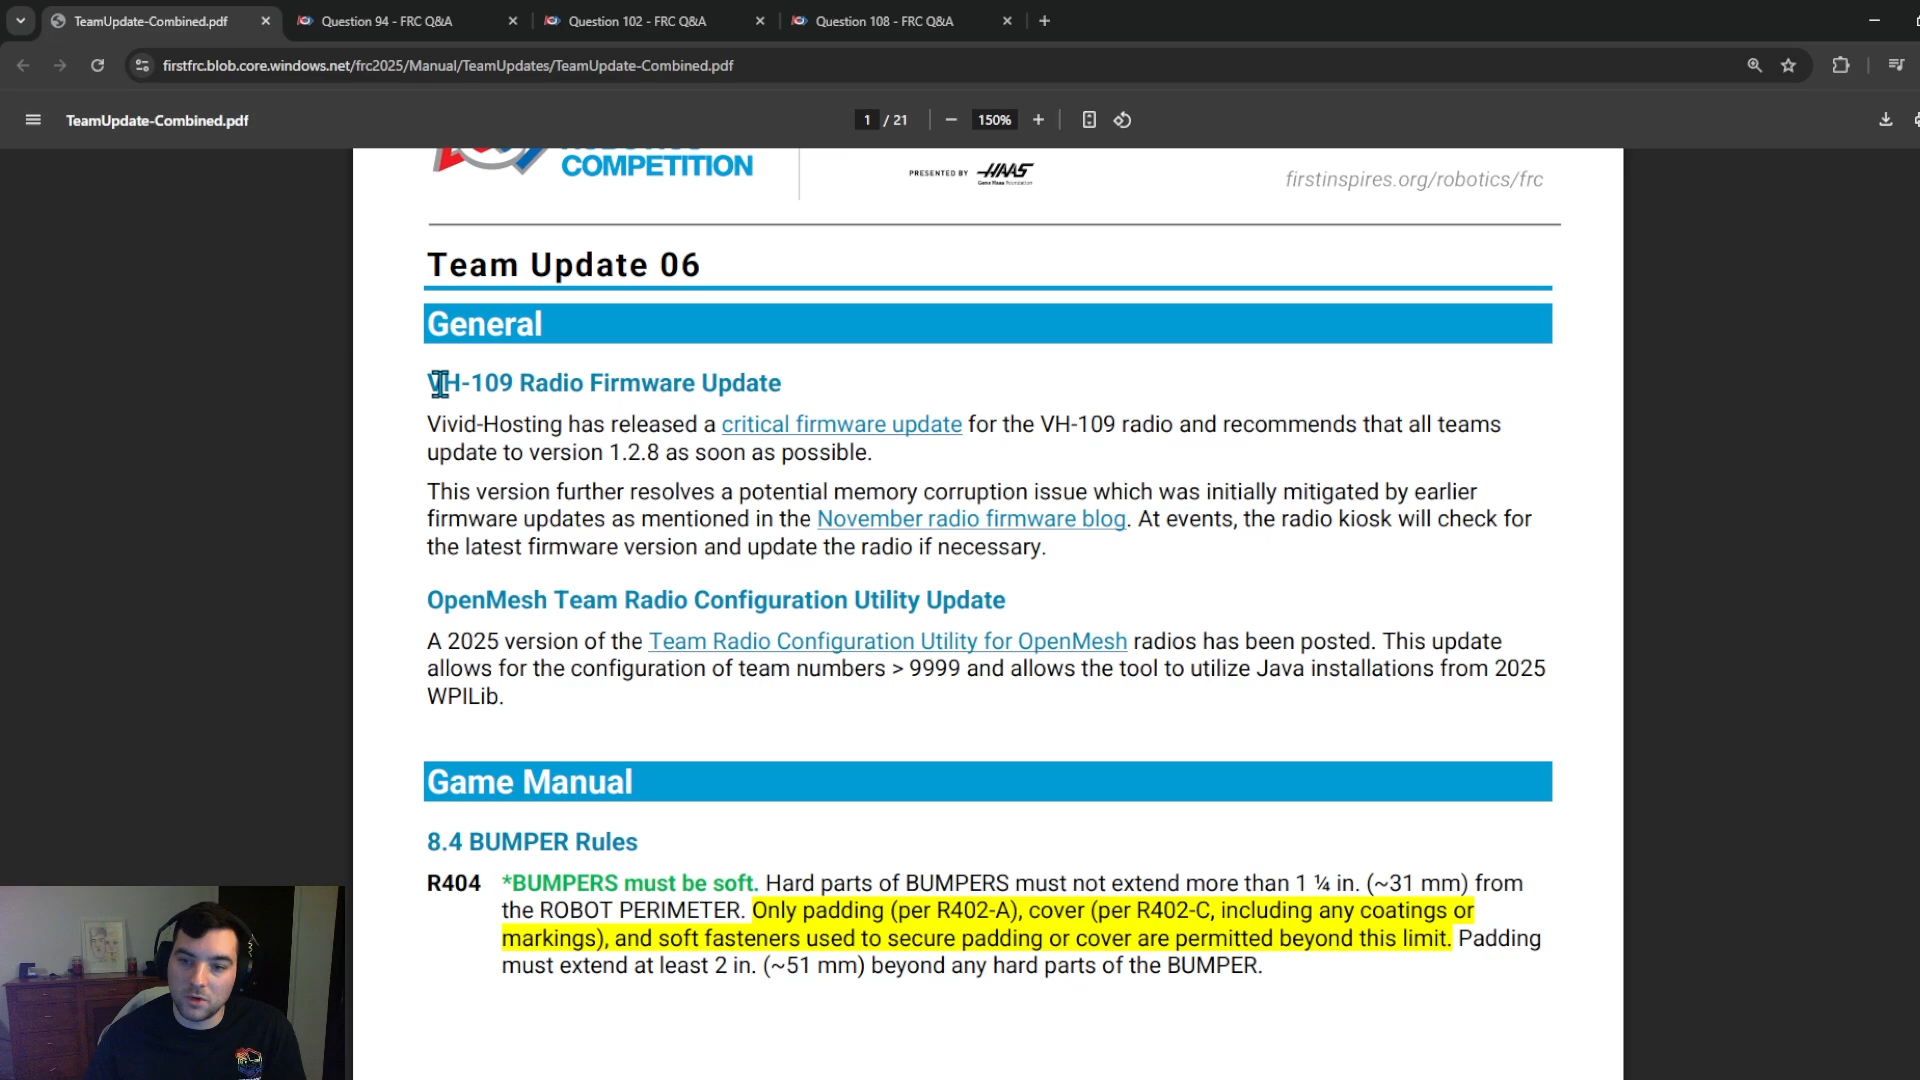 TeamUpdate-Combined.pdf
Question 94 - FRC Q&A
Question 102 - FRC Q&A
Question 108 - FRC Q&A
firstfrc.blob.core.windows.net/frc2025/Manual/TeamUpdates/TeamUpdate-Combined.pdf
TeamUpdate-Combined.pdf
1 / 21
150%
COMPETITION
PRESENTED BY HAAS
Gene Haas Foundation
firstinspires.org/robotics/frc
Team Update 06
General
VH-109 Radio Firmware Update
Vivid-Hosting has released a critical firmware update for the VH-109 radio and recommends that all teams
update to version 1.2.8 as soon as possible.
This version further resolves a potential memory corruption issue which was initially mitigated by earlier
firmware updates as mentioned in the November radio firmware blog. At events, the radio kiosk will check for
the latest firmware version and update the radio if necessary.
OpenMesh Team Radio Configuration Utility Update
A 2025 version of the Team Radio Configuration Utility for OpenMesh radios has been posted. This update
allows for the configuration of team numbers > 9999 and allows the tool to utilize Java installations from 2025
WPILib.
Game Manual
8.4 BUMPER Rules
R404 *BUMPERS must be soft. Hard parts of BUMPERS must not extend more than 1 ¼ in. (~31 mm) from
the ROBOT PERIMETER. Only padding (per R402-A), cover (per R402-C, including any coatings or
markings), and soft fasteners used to secure padding or cover are permitted beyond this limit. Padding
must extend at least 2 in. (~51 mm) beyond any hard parts of the BUMPER.